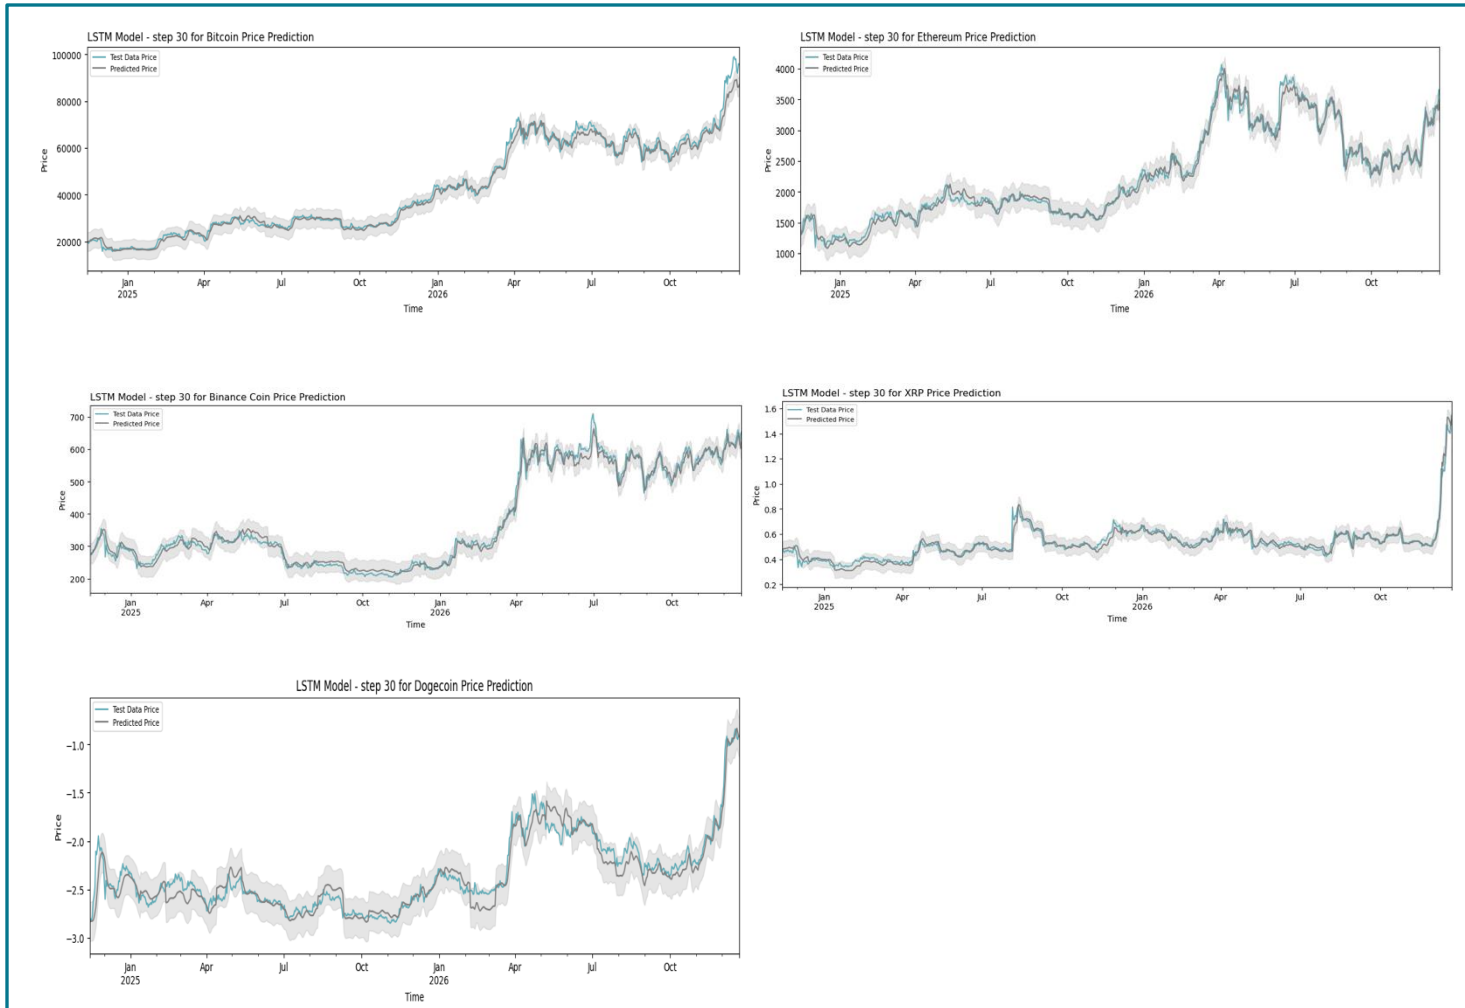 LSTM Model - step 30 for Bitcoin Price Prediction
Test Data Price
Predicted Price
100000
80000
60000
40000
20000
Price
Jan
2025
Apr
Jul
Oct
Jan
2026
Apr
Jul
Oct
Time
LSTM Model - step 30 for Ethereum Price Prediction
Test Data Price
Predicted Price
4000
3500
3000
2500
2000
1500
1000
Price
Jan
2025
Apr
Jul
Oct
Jan
2026
Apr
Jul
Oct
Time
LSTM Model - step 30 for Binance Coin Price Prediction
Test Data Price
Predicted Price
700
600
500
400
300
200
Price
Jan
2025
Apr
Jul
Oct
Jan
2026
Apr
Jul
Oct
Time
LSTM Model - step 30 for XRP Price Prediction
Test Data Price
Predicted Price
1.6
1.4
1.2
1.0
0.8
0.6
0.4
0.2
Price
Jan
2025
Apr
Jul
Oct
Jan
2026
Apr
Jul
Oct
Time
LSTM Model - step 30 for Dogecoin Price Prediction
Test Data Price
Predicted Price
−1.0
−1.5
−2.0
−2.5
−3.0
Price
Jan
2025
Apr
Jul
Oct
Jan
2026
Apr
Jul
Oct
Time